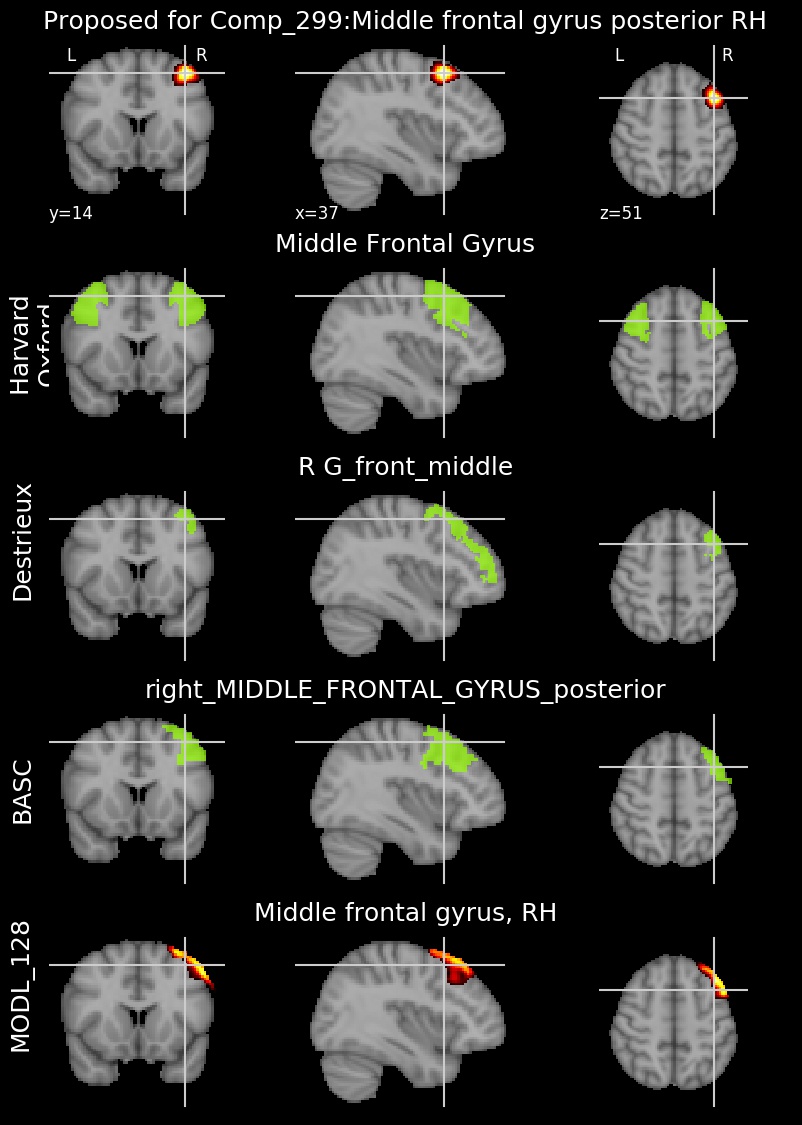 Proposed for Comp_299:Middle frontal gyrus posterior RH
L R L R
y=14 x=37 z=51
Middle Frontal Gyrus
Harvard
Oxford
R G_front_middle
Destrieux
right_MIDDLE_FRONTAL_GYRUS_posterior
BASC
Middle frontal gyrus, RH
MODL_128